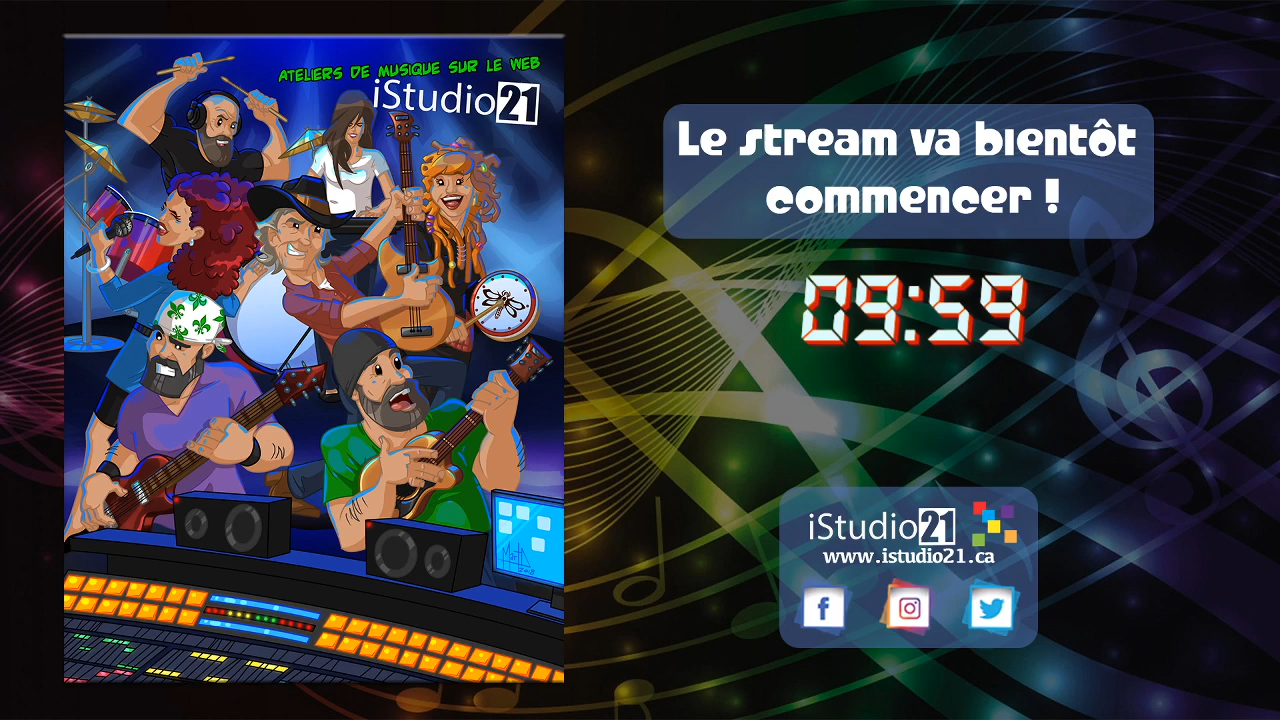 ATELIERS DE MUSIQUE SUR LE WEB
iStudio21
Le stream va bientôt
commencer !
09:59
iStudio21
www.istudio21.ca